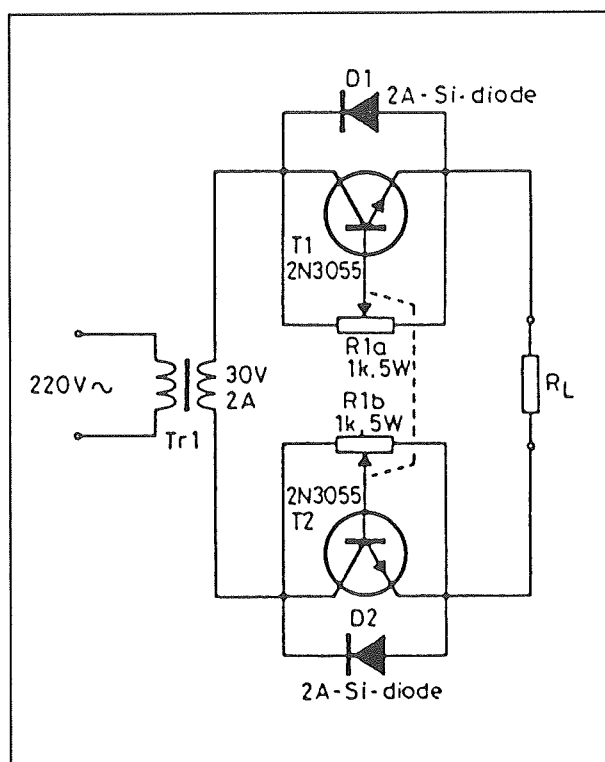 D1
2A-Si-diode
T1
2N3055
R1a
1k.5W
220V~
30V
2A
Tr1
R1b
1k,5W
RL
2N3055
T2
D2
2A-Si-diode